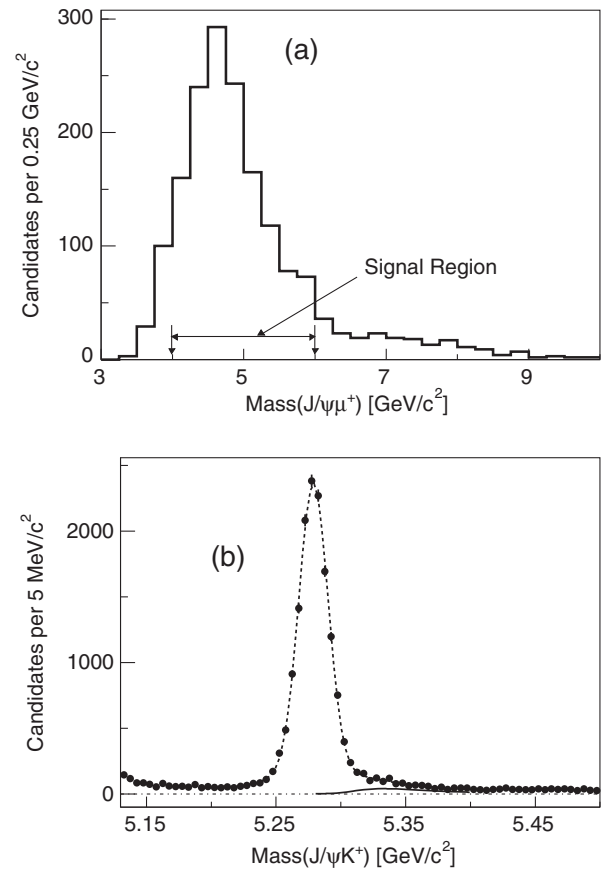 300
200
100
0
Candidates per 0.25 GeV/c²
(a)
Signal Region
3 5 7 9
Mass(J/ψμ⁺) [GeV/c²]
2000
1000
0
Candidates per 5 MeV/c²
(b)
5.15 5.25 5.35 5.45
Mass(J/ψK⁺) [GeV/c²]